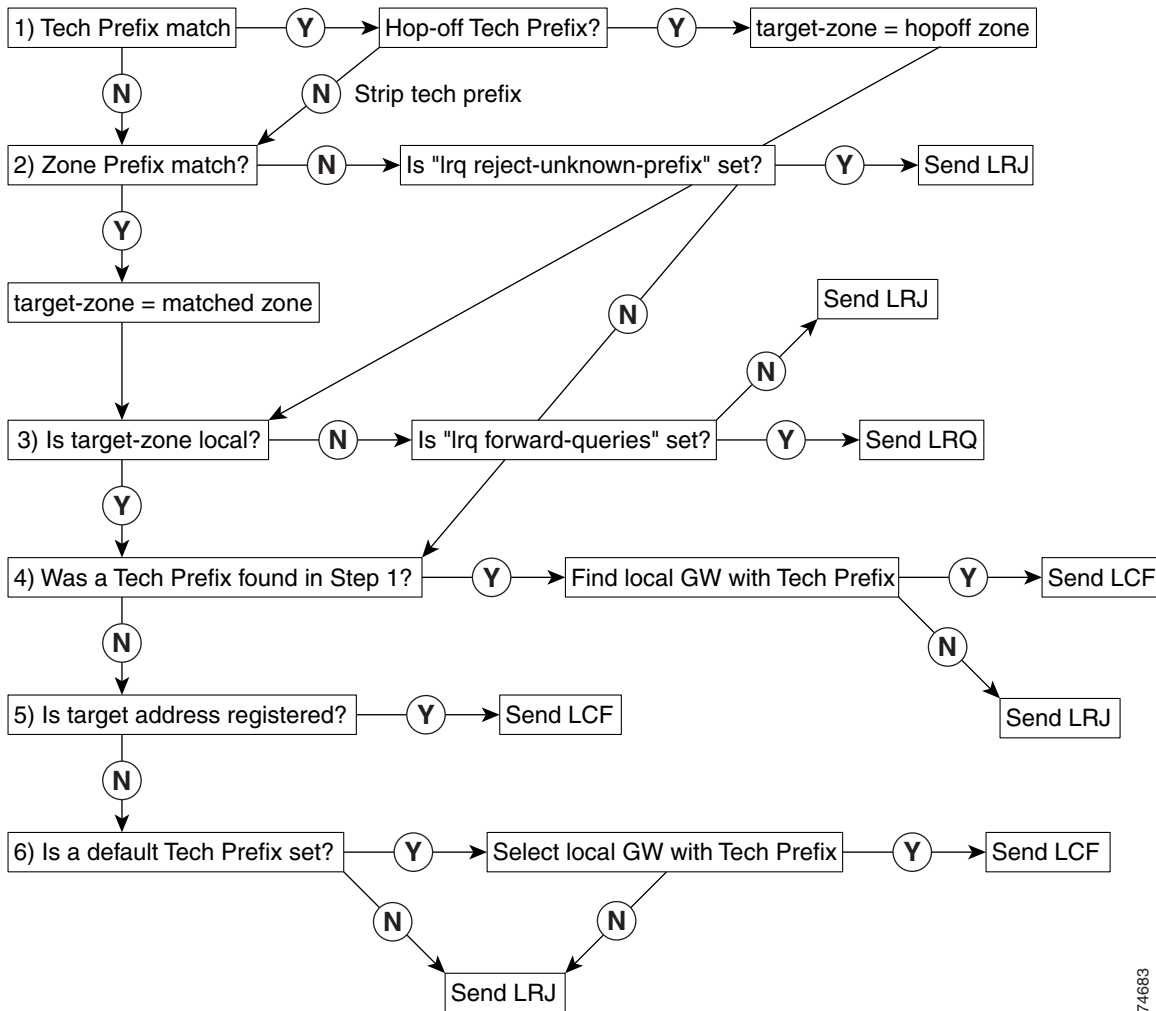 1) Tech Prefix match
Y
Hop-off Tech Prefix?
Y
target-zone = hopoff zone
N
N
Strip tech prefix
2) Zone Prefix match?
N
Is "lrq reject-unknown-prefix" set?
Y
Send LRJ
Y
target-zone = matched zone
N
Send LRJ
N
3) Is target-zone local?
N
Is "lrq forward-queries" set?
Y
Send LRQ
Y
4) Was a Tech Prefix found in Step 1?
Y
Find local GW with Tech Prefix
Y
Send LCF
N
N
5) Is target address registered?
Y
Send LCF
Send LRJ
N
6) Is a default Tech Prefix set?
Y
Select local GW with Tech Prefix
Y
Send LCF
N
N
Send LRJ
74683